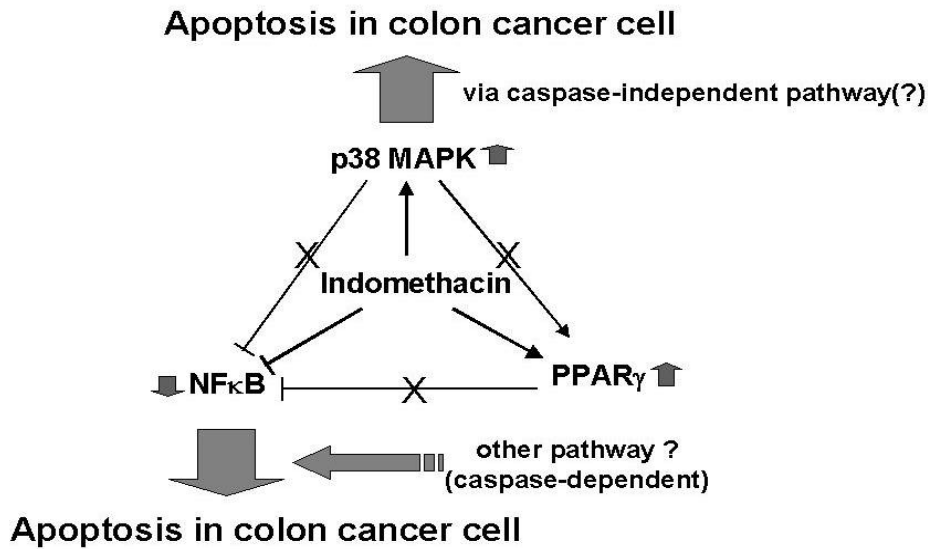 Apoptosis in colon cancer cell
via caspase-independent pathway(?)
p38 MAPK
X X
Indomethacin
NFκB
X
PPARγ
other pathway ?
(caspase-dependent)
Apoptosis in colon cancer cell